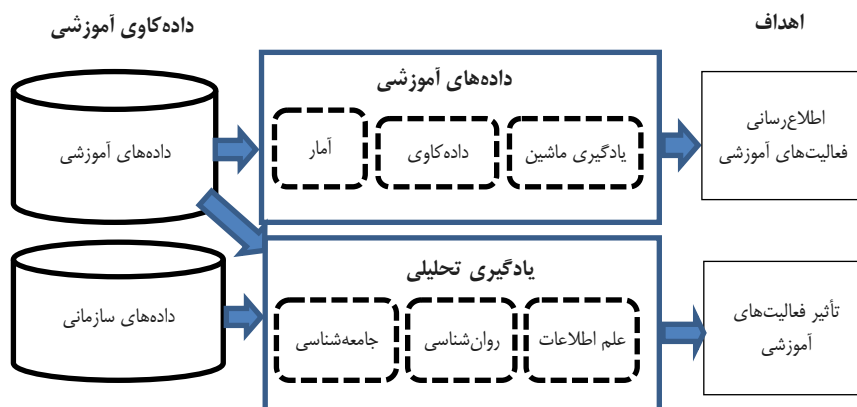 اهداف
داده‌کاوی آموزشی
داده‌های آموزشی
اطلاع‌رسانی
فعالیت‌های آموزشی
یادگیری ماشین
داده‌کاوی
آمار
داده‌های آموزشی
یادگیری تحلیلی
تأثیر فعالیت‌های
آموزشی
علم اطلاعات
روان‌شناسی
جامعه‌شناسی
داده‌های سازمانی